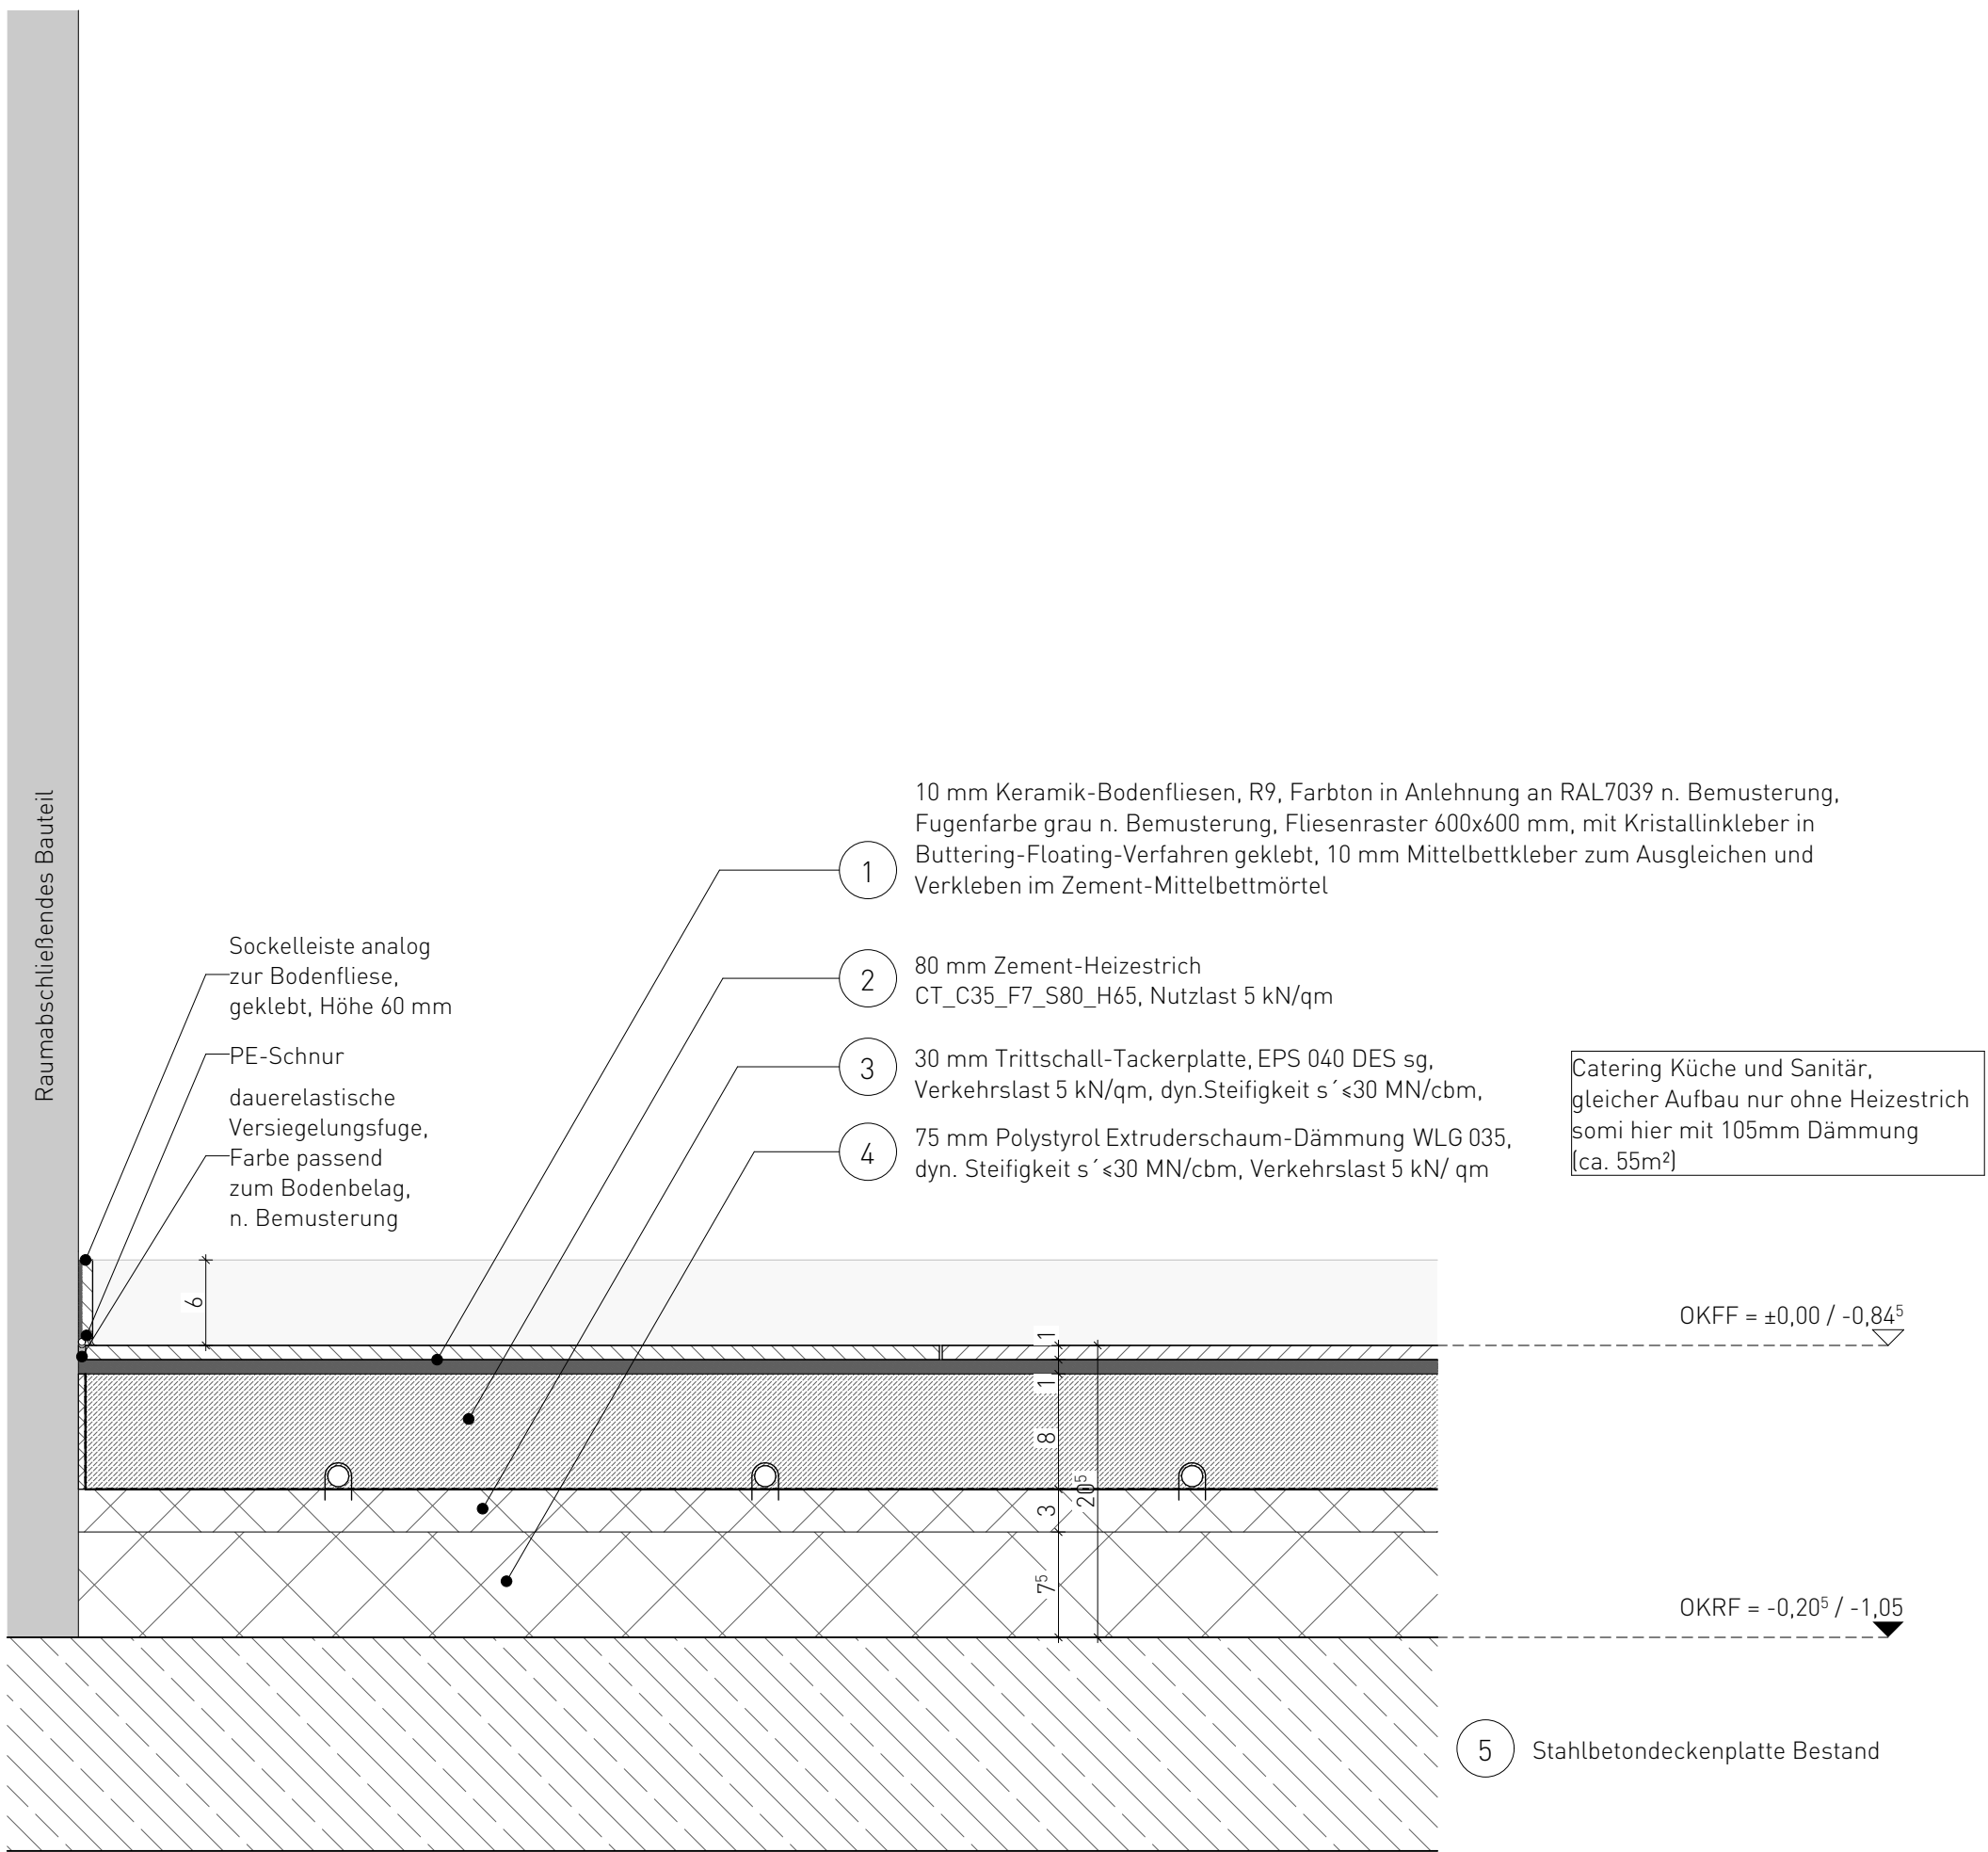 Raumabschließendes Bauteil
1
10 mm Keramik-Bodenfliesen, R9, Farbton in Anlehnung an RAL7039 n. Bemusterung,
Fugenfarbe grau n. Bemusterung, Fliesenraster 600x600 mm, mit Kristallinkleber in
Buttering-Floating-Verfahren geklebt, 10 mm Mittelbettkleber zum Ausgleichen und
Verkleben im Zement-Mittelbettmörtel
Sockelleiste analog
zur Bodenfliese,
geklebt, Höhe 60 mm
PE-Schnur
dauerelastische
Versiegelungsfuge,
Farbe passend
zum Bodenbelag,
n. Bemusterung
2
80 mm Zement-Heizestrich
CT_C35_F7_S80_H65, Nutzlast 5 kN/qm
3
30 mm Trittschall-Tackerplatte, EPS 040 DES sg,
Verkehrslast 5 kN/qm, dyn.Steifigkeit s´≤30 MN/cbm,
4
75 mm Polystyrol Extruderschaum-Dämmung WLG 035,
dyn. Steifigkeit s´≤30 MN/cbm, Verkehrslast 5 kN/ qm
Catering Küche und Sanitär,
gleicher Aufbau nur ohne Heizestrich
somi hier mit 105mm Dämmung
(ca. 55m²)
6
1
1
8
3
7⁵
20⁵
OKFF = ±0,00 / -0,84⁵
OKRF = -0,20⁵ / -1,05
5
Stahlbetondeckenplatte Bestand